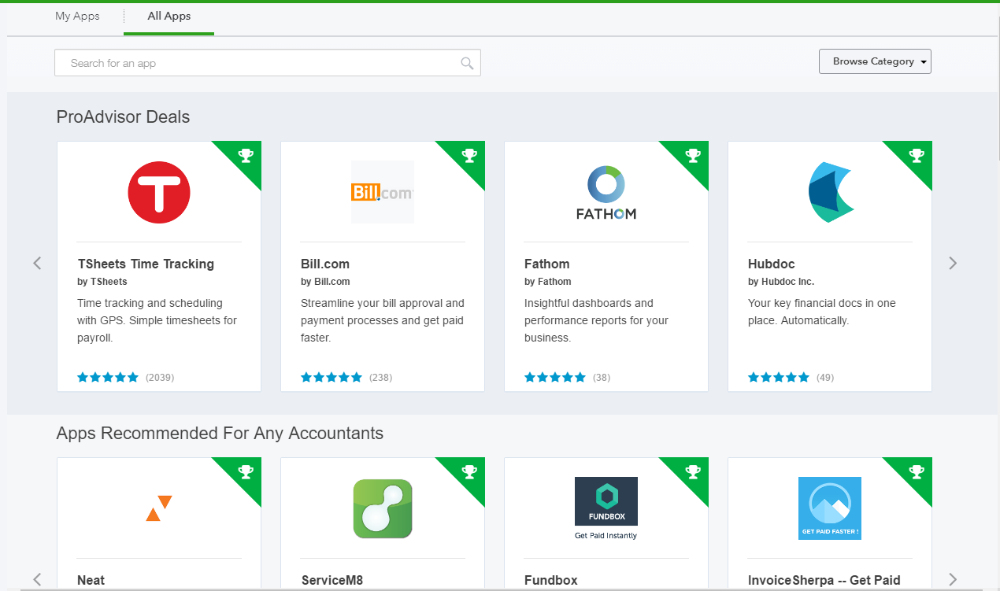 My Apps
All Apps
Search for an app
Browse Category
ProAdvisor Deals
T
Bill.com
FATHOM
TSheets Time Tracking
by TSheets
Time tracking and scheduling
with GPS. Simple timesheets for
payroll.
(2039)
Bill.com
by Bill.com
Streamline your bill approval and
payment processes and get paid
faster.
(238)
Fathom
by Fathom
Insightful dashboards and
performance reports for your
business.
(38)
Hubdoc
by Hubdoc Inc.
Your key financial docs in one
place. Automatically.
(49)
Apps Recommended For Any Accountants
FUNDBOX
Get Paid Instantly
GET PAID FASTER !
Neat
ServiceM8
Fundbox
InvoiceSherpa -- Get Paid